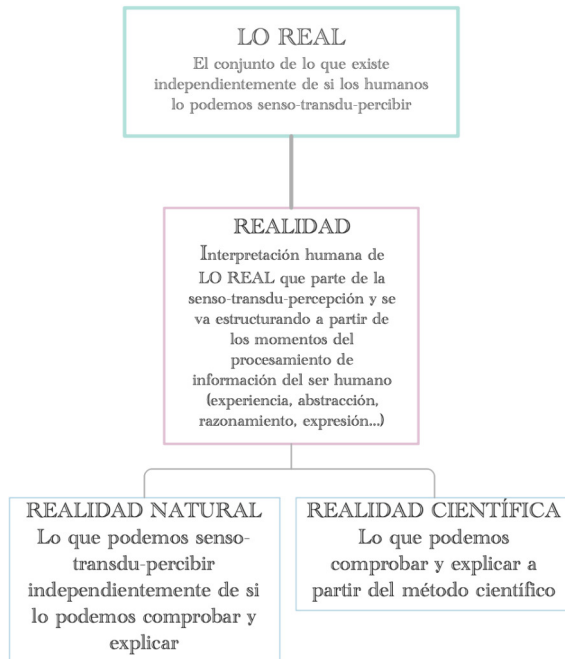 LO REAL
El conjunto de lo que existe
independientemente de si los humanos
lo podemos senso-transdu-percibir
REALIDAD
Interpretación humana de
LO REAL que parte de la
senso-transdu-percepción y se
va estructurando a partir de
los momentos del
procesamiento de
información del ser humano
(experiencia, abstracción,
razonamiento, expresión...)
REALIDAD NATURAL
Lo que podemos senso-
transdu-percibir
independientemente de si
lo podemos comprobar y
explicar
REALIDAD CIENTÍFICA
Lo que podemos
comprobar y explicar a
partir del método científico